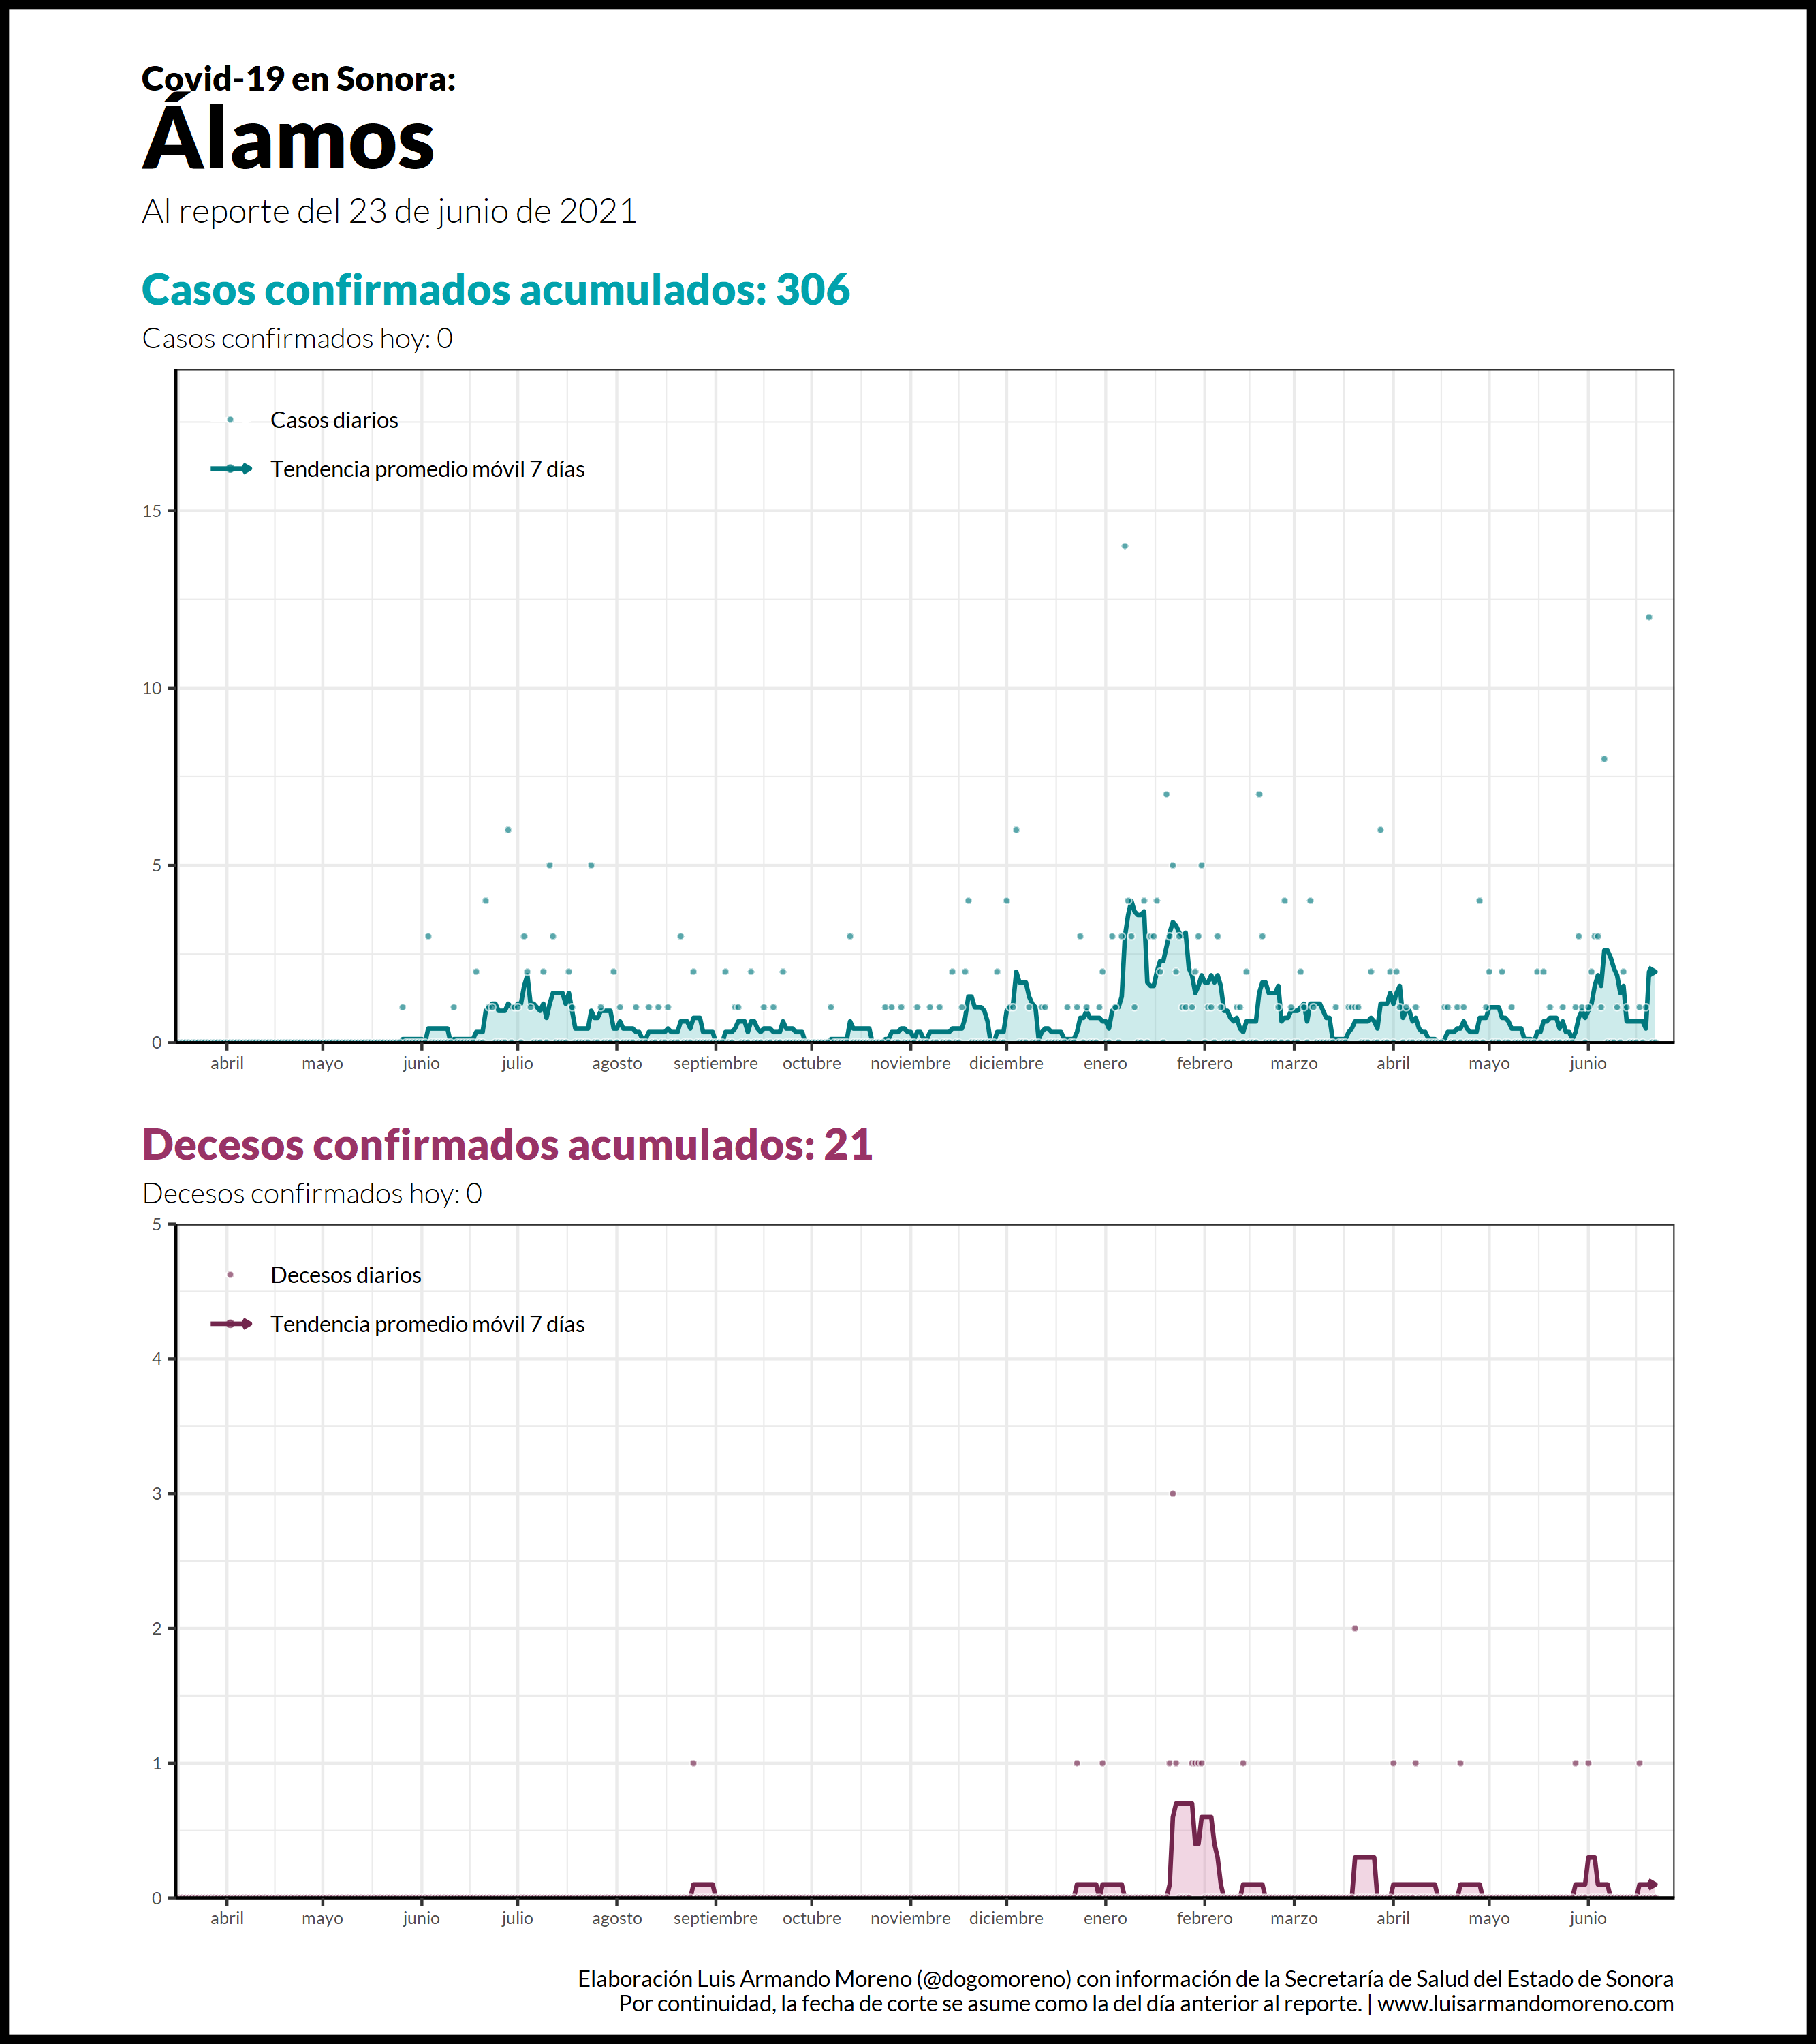 Covid-19 en Sonora:
Álamos
Al reporte del 23 de junio de 2021
Casos confirmados acumulados: 306
Casos confirmados hoy: 0
Casos diarios
Tendencia promedio móvil 7 días
15
10
5
0
abril mayo junio julio agosto septiembre octubre noviembre diciembre enero febrero marzo abril mayo junio
Decesos confirmados acumulados: 21
Decesos confirmados hoy: 0
5
Decesos diarios
Tendencia promedio móvil 7 días
4
3
2
1
0
abril mayo junio julio agosto septiembre octubre noviembre diciembre enero febrero marzo abril mayo junio
Elaboración Luis Armando Moreno (@dogomoreno) con información de la Secretaría de Salud del Estado de Sonora
Por continuidad, la fecha de corte se asume como la del día anterior al reporte. | www.luisarmandomoreno.com